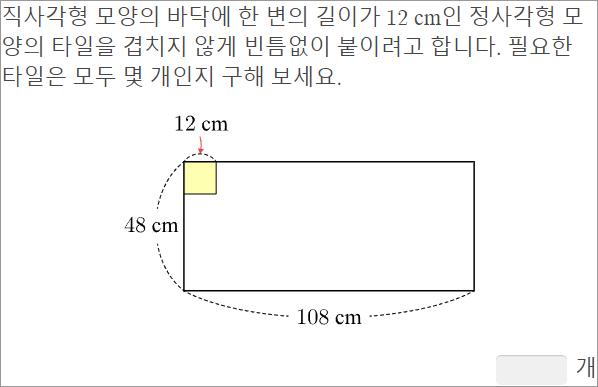 직사각형 모양의 바닥에 한 변의 길이가 12 cm인 정사각형 모
양의 타일을 겹치지 않게 빈틈없이 붙이려고 합니다. 필요한
타일은 모두 몇 개인지 구해 보세요.
12 cm
48 cm
108 cm
개